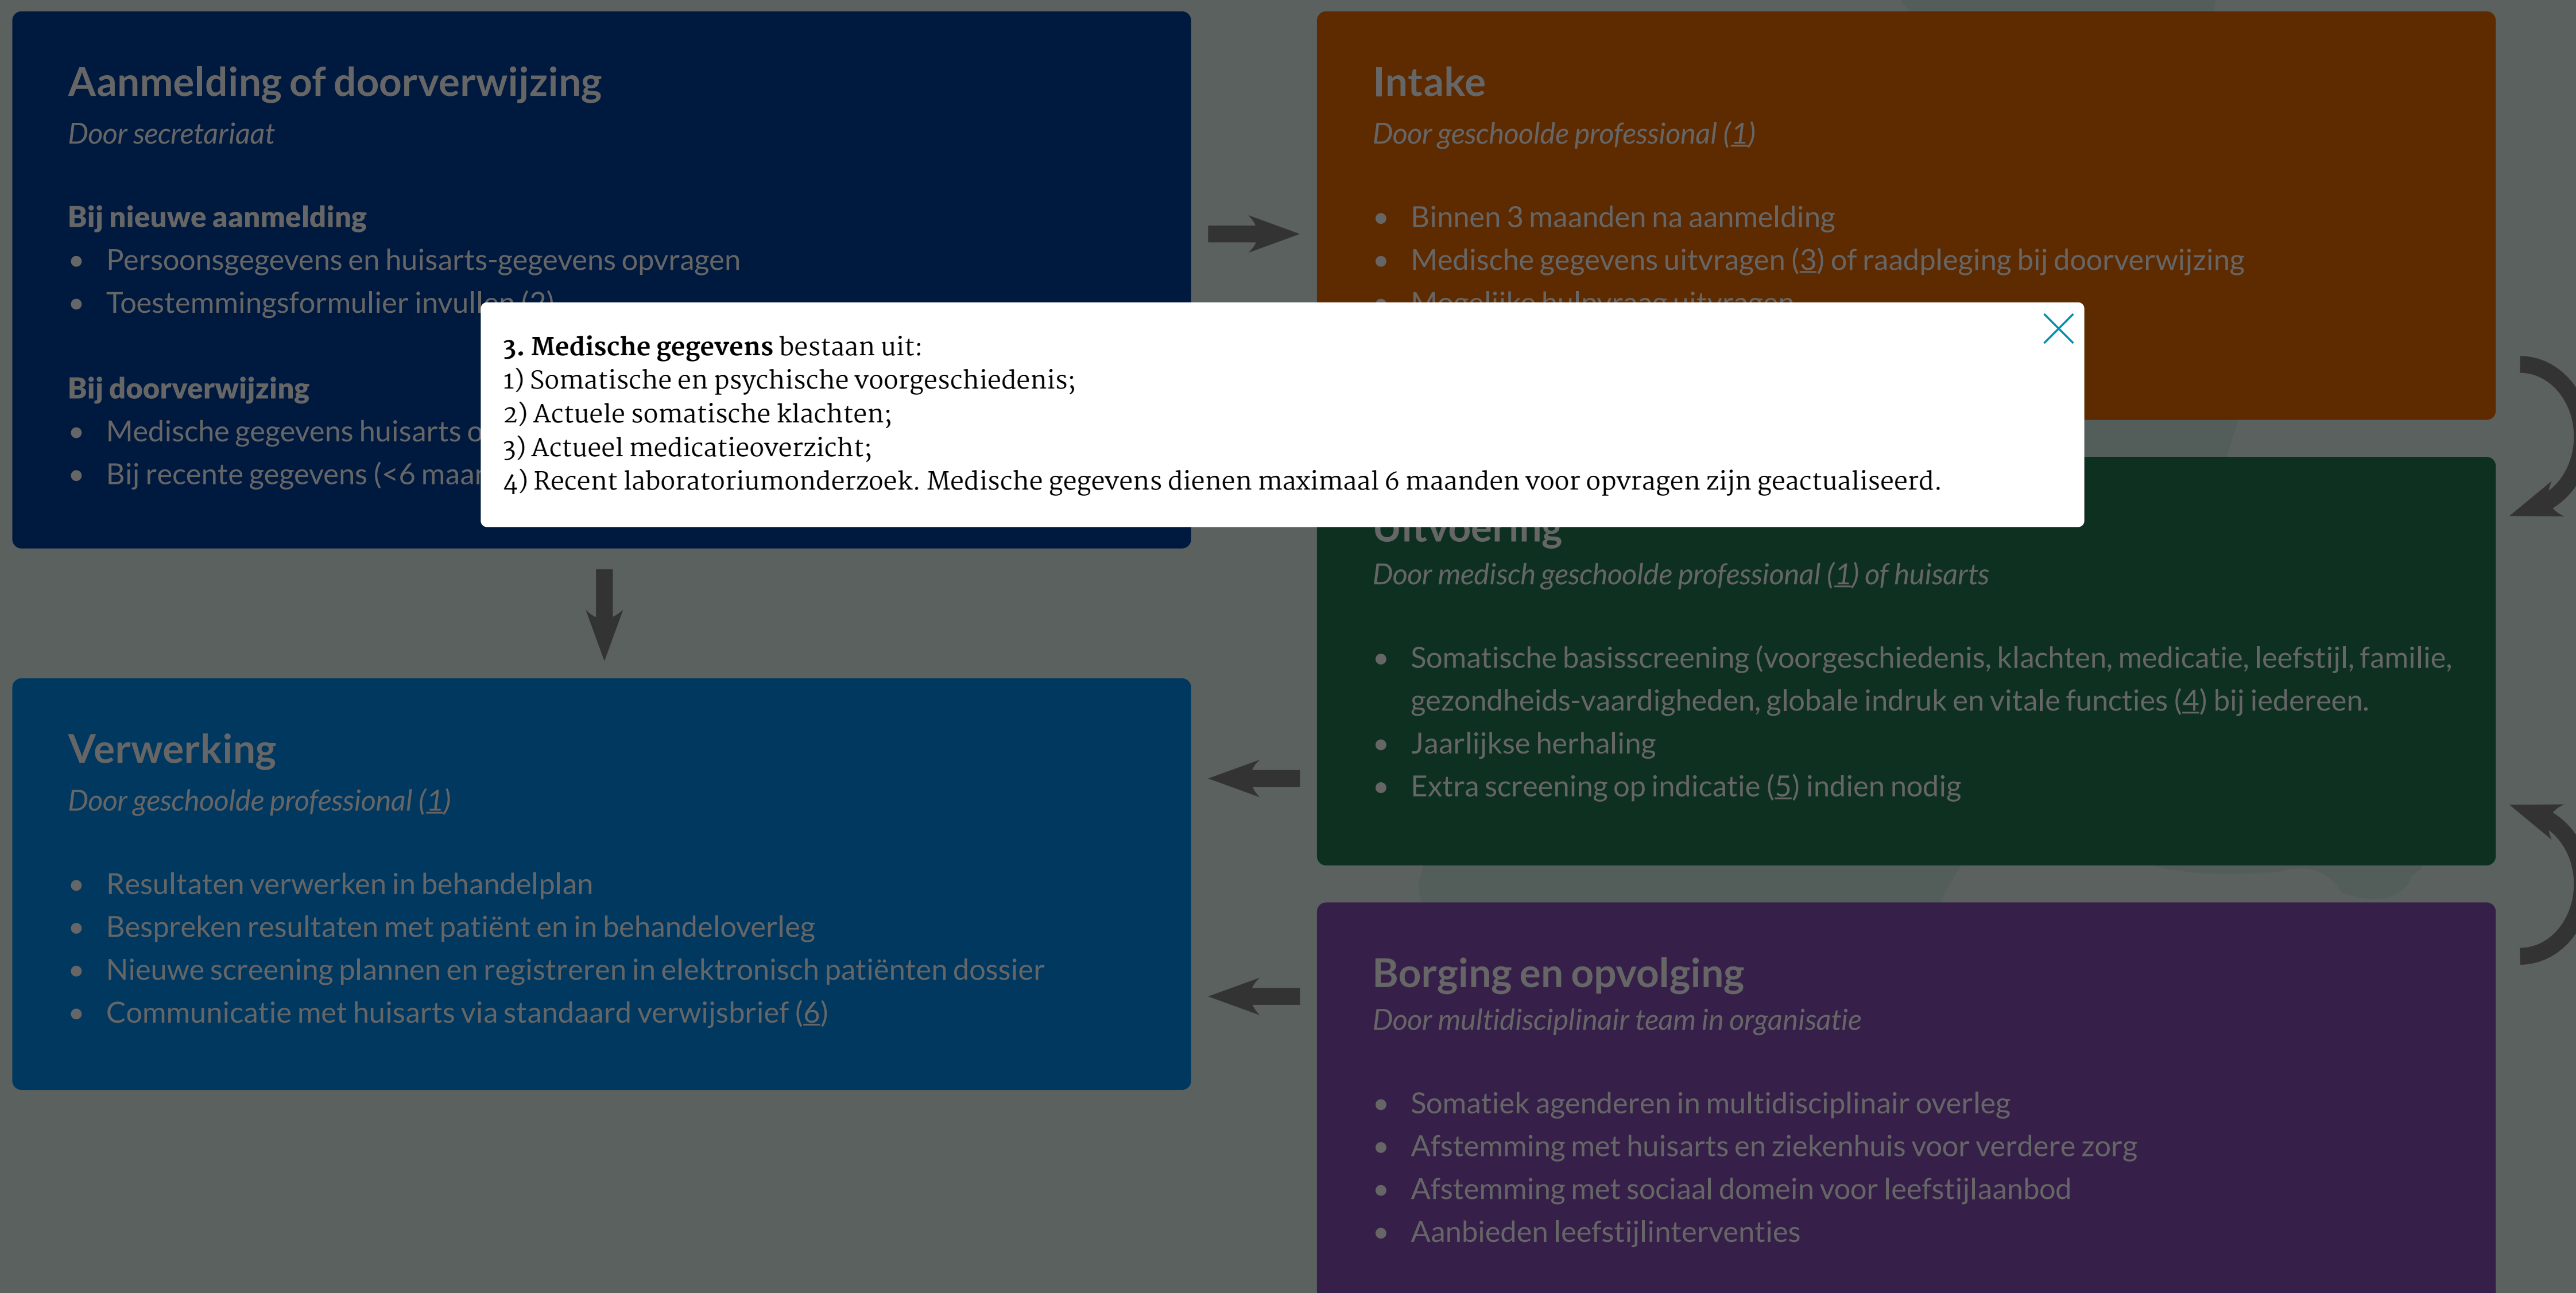 Aanmelding of doorverwijzing
Door secretariaat
Bij nieuwe aanmelding
• Persoonsgegevens en huisarts-gegevens opvragen
• Toestemmingsformulier invullen (2)
Bij doorverwijzing
• Medische gegevens huisarts
• Bij recente gegevens (<6
Intake
Door geschoolde professional (1)
• Binnen 3 maanden na aanmelding
• Medische gegevens uitvragen (3) of raadpleging bij doorverwijzing
• Mogelijke hulpvraag uitvragen
3. Medische gegevens bestaan uit:
1) Somatische en psychische voorgeschiedenis;
2) Actuele somatische klachten;
3) Actueel medicatieoverzicht;
4) Recent laboratoriumonderzoek. Medische gegevens dienen maximaal 6 maanden voor opvragen zijn geactualiseerd.
Uitvoering
Door medisch geschoolde professional (1) of huisarts
• Somatische basisscreening (voorgeschiedenis, klachten, medicatie, leefstijl, familie,
gezondheids-vaardigheden, globale indruk en vitale functies (4) bij iedereen.
• Jaarlijkse herhaling
• Extra screening op indicatie (5) indien nodig
Verwerking
Door geschoolde professional (1)
• Resultaten verwerken in behandelplan
• Bespreken resultaten met patiënt en in behandeloverleg
• Nieuwe screening plannen en registreren in elektronisch patiënten dossier
• Communicatie met huisarts via standaard verwijsbrief (6)
Borging en opvolging
Door multidisciplinair team in organisatie
• Somatiek agenderen in multidisciplinair overleg
• Afstemming met huisarts en ziekenhuis voor verdere zorg
• Afstemming met sociaal domein voor leefstijlaanbod
• Aanbieden leefstijlinterventies